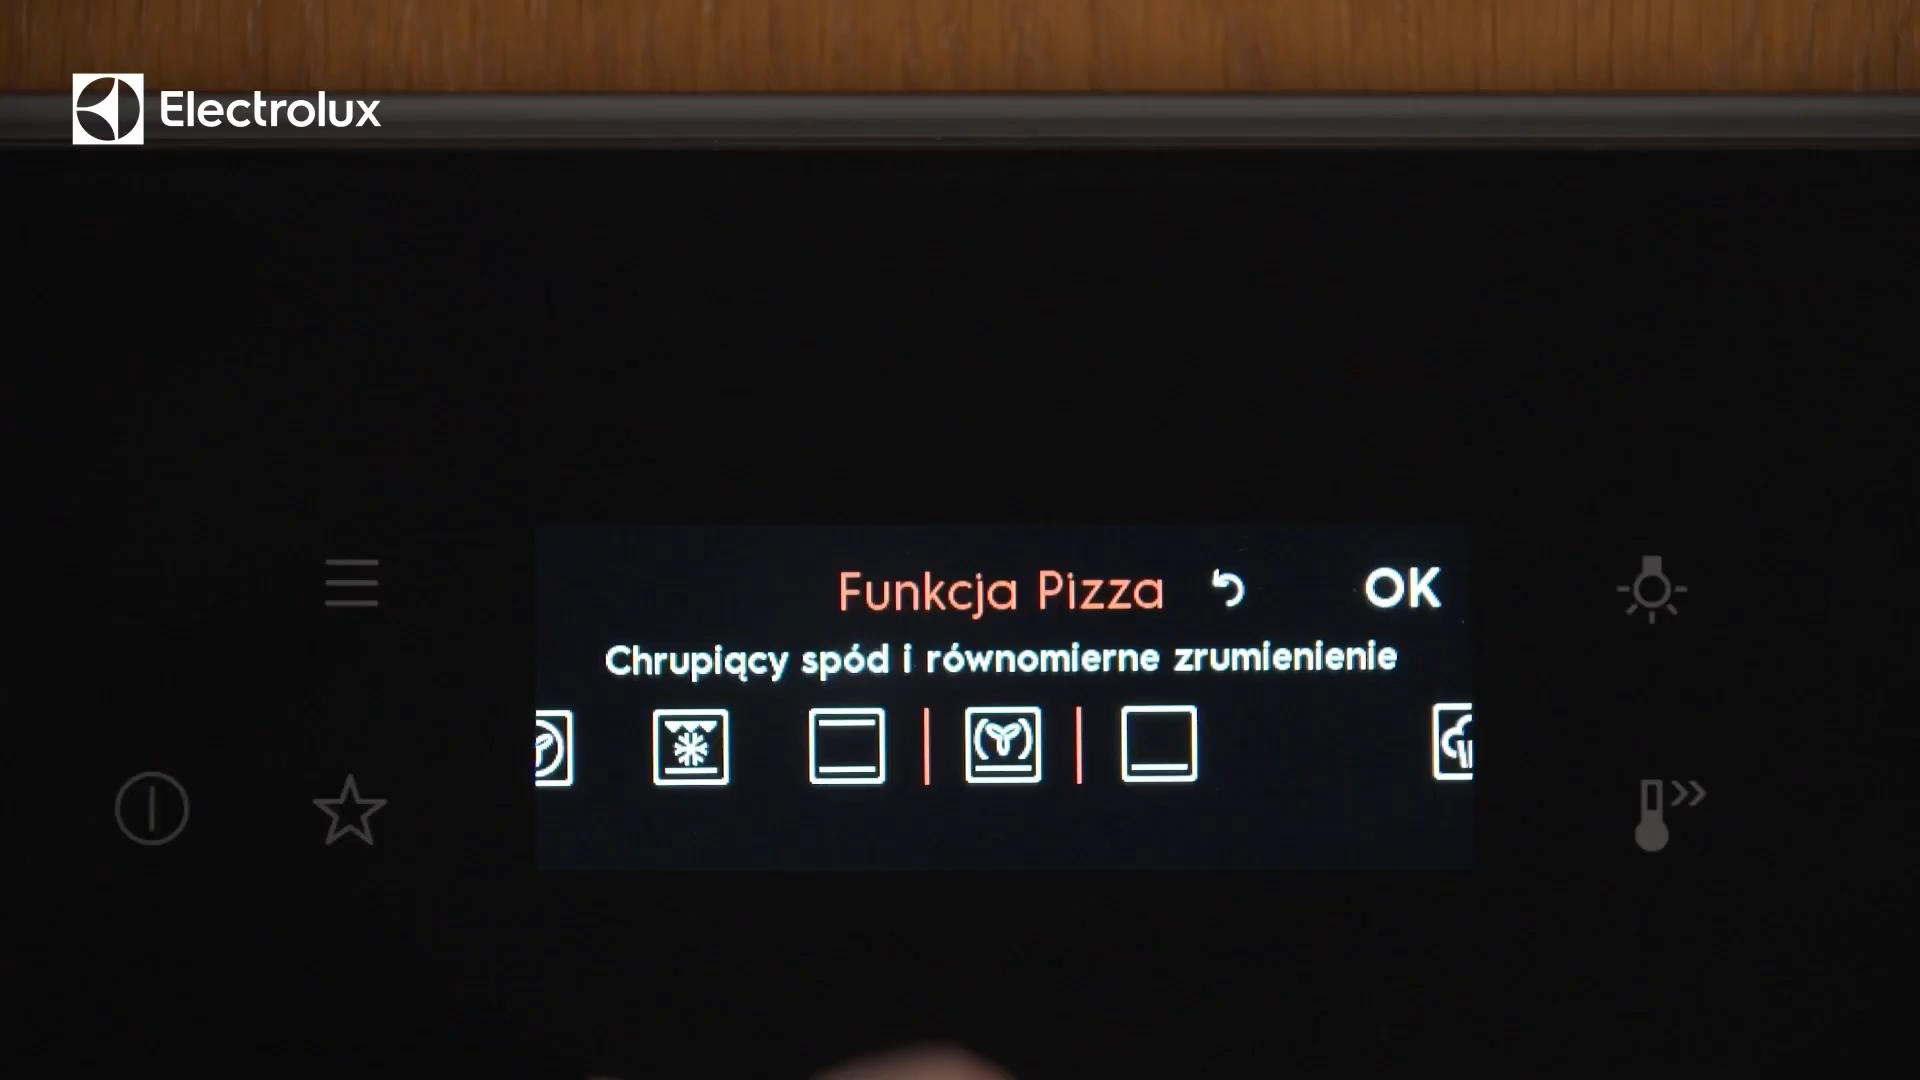 Electrolux
Funkcja Pizza
OK
Chrupiący spód i równomierne zrumienienie